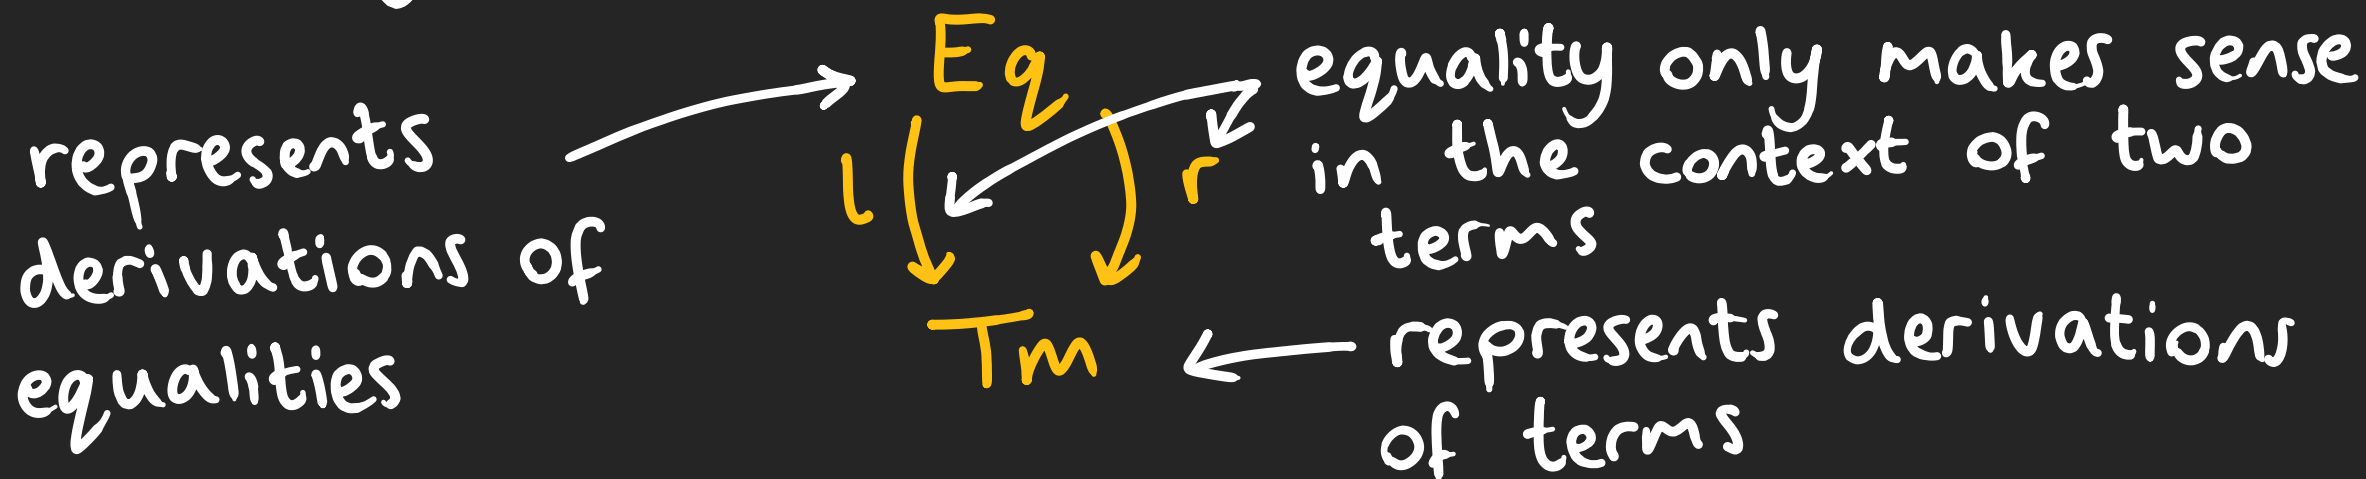 represents
derivations of
equalities
Eq
l
r
Tm
equality only makes sense
in the context of two
terms
represents derivations
of terms